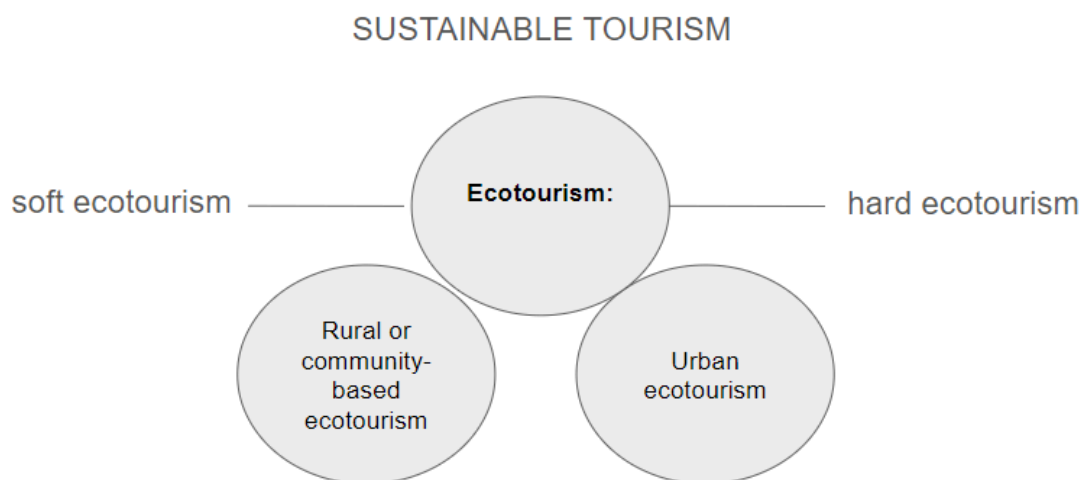 SUSTAINABLE TOURISM
Ecotourism:
soft ecotourism
hard ecotourism
Rural or
community-
based
ecotourism
Urban
ecotourism